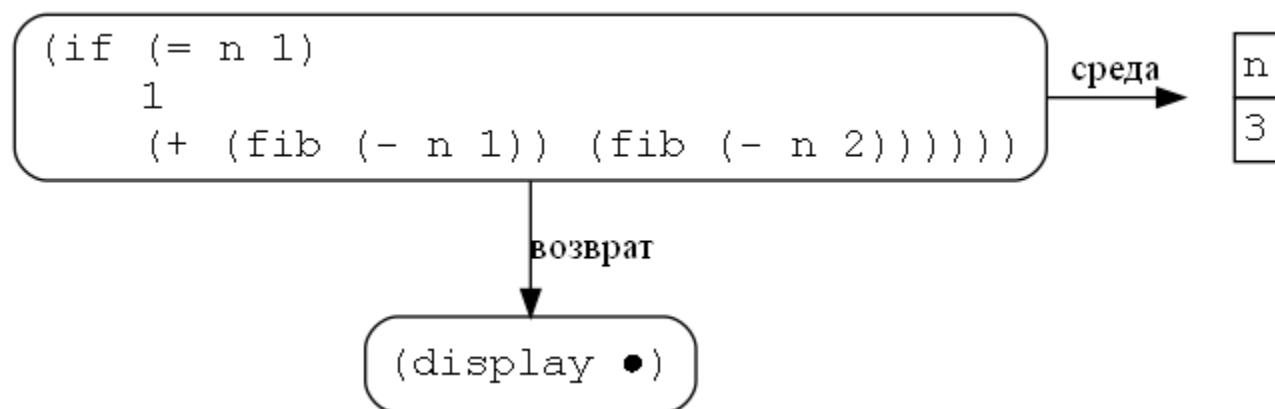 (if (= n 1)
1
(+ (fib (- n 1)) (fib (- n 2))))))
среда
n
3
возврат
(display ●)